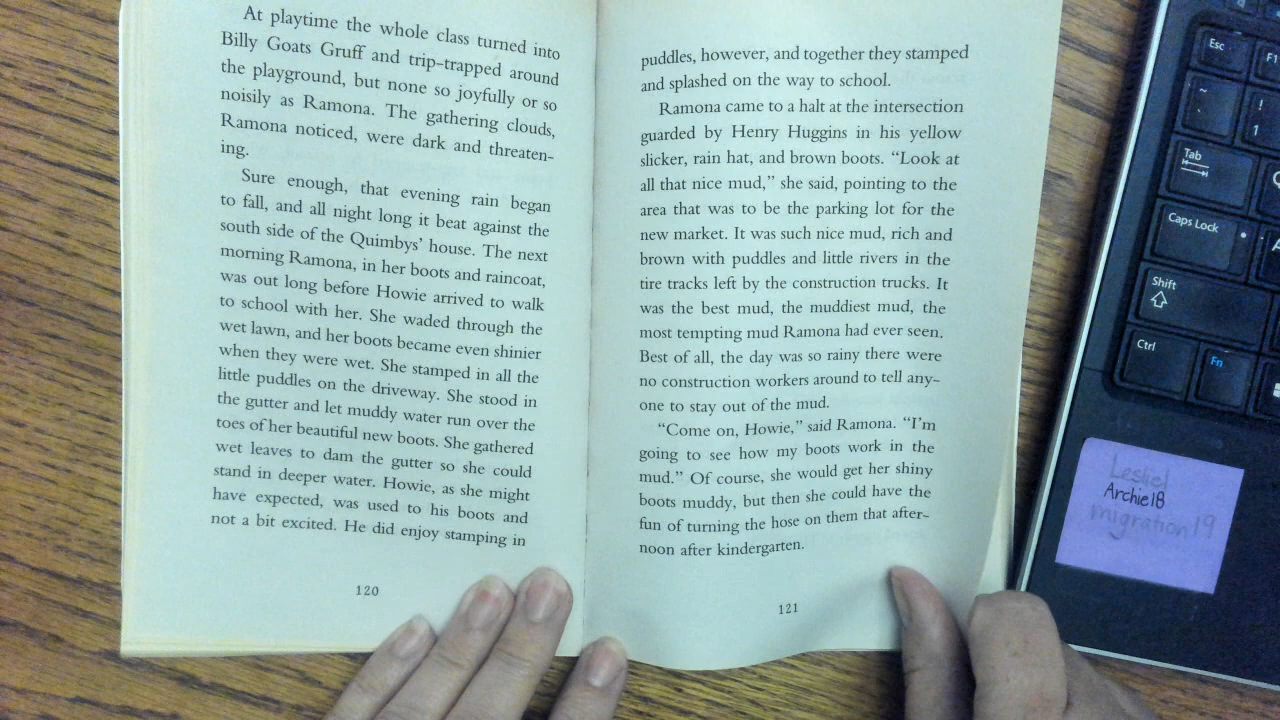 At playtime the whole class turned into
Billy Goats Gruff and trip-trapped around
the playground, but none so joyfully or so
noisily as Ramona. The gathering clouds,
Ramona noticed, were dark and threaten-
ing.
Sure enough, that evening rain began
to fall, and all night long it beat against the
south side of the Quimbys' house. The next
morning Ramona, in her boots and raincoat,
was out long before Howie arrived to walk
to school with her. She waded through the
wet lawn, and her boots became even shinier
when they were wet. She stamped in all the
little puddles on the driveway. She stood in
the gutter and let muddy water run over the
toes of her beautiful new boots. She gathered
wet leaves to dam the gutter so she could
stand in deeper water. Howie, as she might
have expected, was used to his boots and
not a bit excited. He did enjoy stamping in
120
puddles, however, and together they stamped
and splashed on the way to school.
Ramona came to a halt at the intersection
guarded by Henry Huggins in his yellow
slicker, rain hat, and brown boots. "Look at
all that nice mud," she said, pointing to the
area that was to be the parking lot for the
new market. It was such nice mud, rich and
brown with puddles and little rivers in the
tire tracks left by the construction trucks. It
was the best mud, the muddiest mud, the
most tempting mud Ramona had ever seen.
Best of all, the day was so rainy there were
no construction workers around to tell any-
one to stay out of the mud.
"Come on, Howie," said Ramona. "I'm
going to see how my boots work in the
mud." Of course, she would get her shiny
boots muddy, but then she could have the
fun of turning the hose on them that after-
noon after kindergarten.
121
Esc
F1
~
!
1
Tab
Caps Lock
Shift
Ctrl
Fn
Archie18
migration19